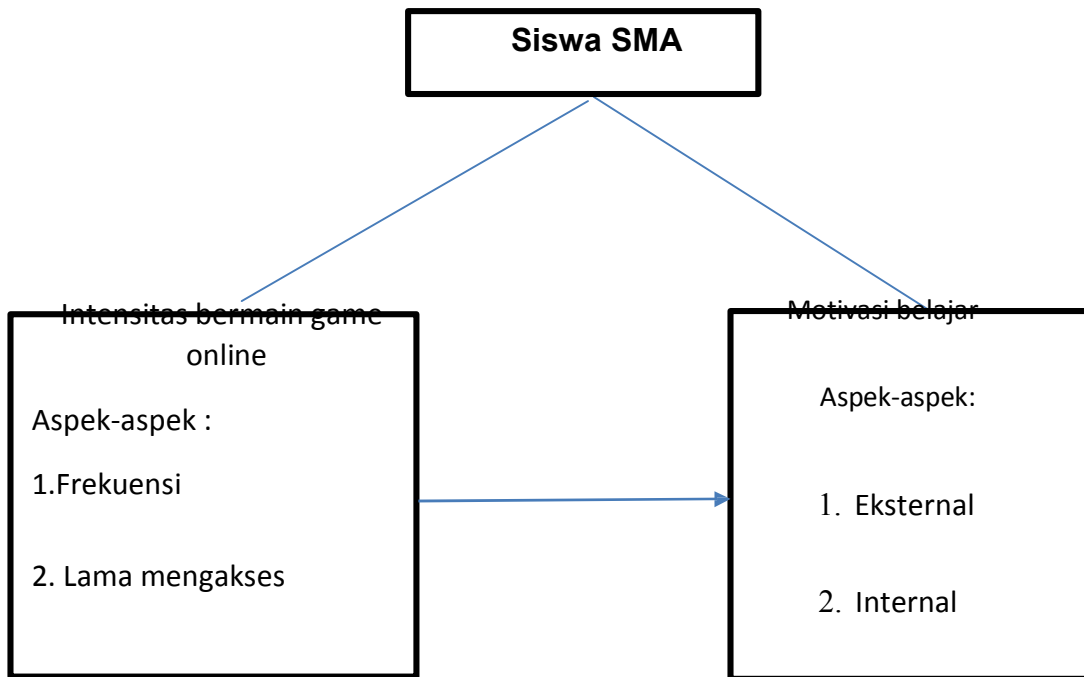 Siswa SMA
Intensitas bermain game
online
Aspek-aspek :
1.Frekuensi
2. Lama mengakses
Motivasi belajar
Aspek-aspek:
1. Eksternal
2. Internal